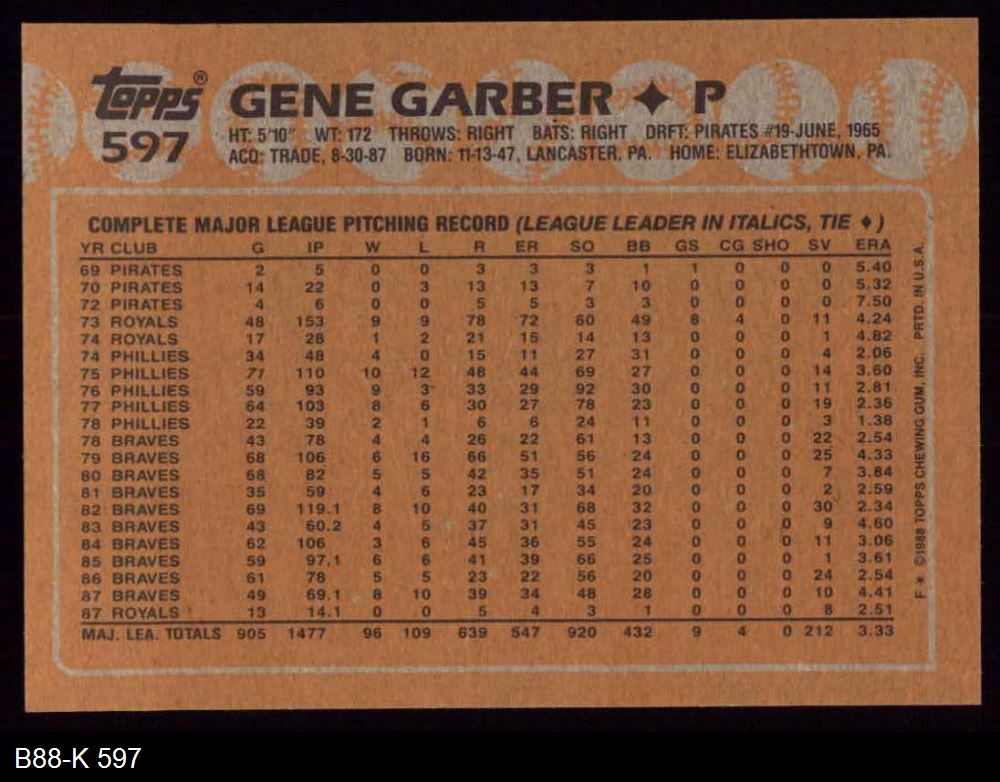 Topps®
597
GENE GARBER ✦ P
HT: 5'10" WT: 172 THROWS: RIGHT BATS: RIGHT DRFT: PIRATES #19-JUNE, 1965
ACQ: TRADE, 8-30-87 BORN: 11-13-47, LANCASTER, PA. HOME: ELIZABETHTOWN, PA.
COMPLETE MAJOR LEAGUE PITCHING RECORD (LEAGUE LEADER IN ITALICS, TIE ♦)
YR CLUB G IP W L R ER SO BB GS CG SHO SV ERA
69 PIRATES 2 5 0 0 3 3 3 1 1 0 0 0 5.40
70 PIRATES 14 22 0 3 13 13 7 10 0 0 0 0 5.32
72 PIRATES 4 6 0 0 5 5 3 3 0 0 0 0 7.50
73 ROYALS 48 153 9 9 78 72 60 49 8 4 0 11 4.24
74 ROYALS 17 28 1 2 21 15 14 13 0 0 0 1 4.82
74 PHILLIES 34 48 4 0 15 11 27 31 0 0 0 4 2.06
75 PHILLIES 71 110 10 12 48 44 69 27 0 0 0 14 3.60
76 PHILLIES 59 93 9 3 33 29 92 30 0 0 0 11 2.81
77 PHILLIES 64 103 8 6 30 27 78 23 0 0 0 19 2.36
78 PHILLIES 22 39 2 1 6 6 24 11 0 0 0 3 1.38
78 BRAVES 43 78 4 4 26 22 61 13 0 0 0 22 2.54
79 BRAVES 68 106 6 16 66 51 56 24 0 0 0 25 4.33
80 BRAVES 68 82 5 5 42 35 51 24 0 0 0 7 3.84
81 BRAVES 35 59 4 6 23 17 34 20 0 0 0 2 2.59
82 BRAVES 69 119.1 8 10 40 31 68 32 0 0 0 30 2.34
83 BRAVES 43 60.2 4 5 37 31 45 23 0 0 0 9 4.60
84 BRAVES 62 106 3 6 45 36 55 24 0 0 0 11 3.06
85 BRAVES 59 97.1 6 6 41 39 66 25 0 0 0 1 3.61
86 BRAVES 61 78 5 5 23 22 56 20 0 0 0 24 2.54
87 BRAVES 49 69.1 8 10 39 34 48 28 0 0 0 10 4.41
87 ROYALS 13 14.1 0 0 5 4 3 1 0 0 0 8 2.51
MAJ. LEA. TOTALS 905 1477 96 109 639 547 920 432 9 4 0 212 3.33
F * ©1988 TOPPS CHEWING GUM, INC. PRTD. IN U.S.A.
B88-K 597